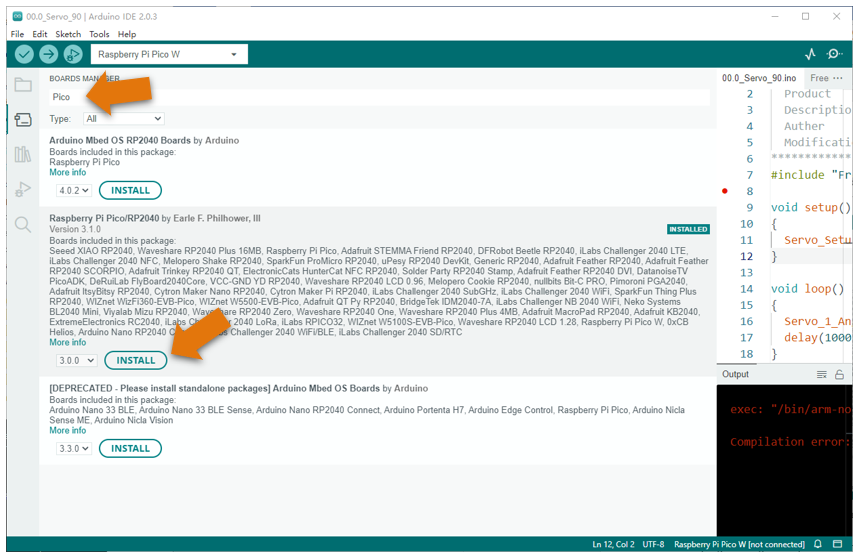 00.0_Servo_90 | Arduino IDE 2.0.3
File Edit Sketch Tools Help
Raspberry Pi Pico W
BOARDS MANAGER
Pico
Type: All
Arduino Mbed OS RP2040 Boards by Arduino
Boards included in this package:
Raspberry Pi Pico
More info
4.0.2 INSTALL
Raspberry Pi Pico/RP2040 by Earle F. Philhower, III
Version 3.1.0 INSTALLED
Boards included in this package:
Seeed XIAO RP2040, Waveshare RP2040 Plus 16MB, Raspberry Pi Pico, Adafruit STEMMA Friend RP2040, DFRobot Beetle RP2040, iLabs Challenger 2040 LTE,
iLabs Challenger 2040 NFC, Melopero Shake RP2040, SparkFun ProMicro RP2040, uPesy RP2040 DevKit, Generic RP2040, Adafruit Feather RP2040, Adafruit Feather
RP2040 SCORPIO, Adafruit Trinkey RP2040 QT, ElectronicCats HunterCat NFC RP2040, Solder Party RP2040 Stamp, Adafruit Feather RP2040 DVI, DatanoiseTV
PicoADK, DeRuiLab FlyBoard2040Core, VCC-GND YD RP2040, Waveshare RP2040 LCD 0.96, Melopero Cookie RP2040, nullbits Bit-C PRO, Pimoroni PGA2040,
Adafruit ItsyBitsy RP2040, Cytron Maker Nano RP2040, Cytron Maker Pi RP2040, iLabs Challenger 2040 SubGHz, iLabs Challenger 2040 WiFi, SparkFun Thing Plus
RP2040, WIZnet WizFi360-EVB-Pico, WIZnet W5500-EVB-Pico, Adafruit QT Py RP2040, BridgeTek IDM2040-7A, iLabs Challenger NB 2040 WiFi, Neko Systems
BL2040 Mini, Viyalab Mizu RP2040, Waveshare RP2040 Zero, Waveshare RP2040 One, Waveshare RP2040 Plus 4MB, Adafruit MacroPad RP2040, Adafruit KB2040,
ExtremeElectronics RC2040, iLabs Challenger 2040 LoRa, iLabs RPICO32, WIZnet W5100S-EVB-Pico, Waveshare RP2040 LCD 1.28, Raspberry Pi Pico W, 0xCB
Helios, Arduino Nano RP2040 Challenger 2040 WiFi/BLE, iLabs Challenger 2040 SD/RTC
More info
3.0.0 INSTALL
[DEPRECATED - Please install standalone packages] Arduino Mbed OS Boards by Arduino
Boards included in this package:
Arduino Nano 33 BLE, Arduino Nano 33 BLE Sense, Arduino Nano RP2040 Connect, Arduino Portenta H7, Arduino Edge Control, Raspberry Pi Pico, Arduino Nicla
Sense ME, Arduino Nicla Vision
More info
3.3.0 INSTALL
00.0_Servo_90.ino Free ...
2 Product
3 Descriptio
4 Auther
5 Modificati
6 ************
7 #include "Fr
8
9 void setup()
10 {
11 Servo_Setu
12 }
13
14 void loop()
15 {
16 Servo_1_An
17 delay(1000
18 }
Output
exec: "/bin/arm-no
Compilation error:
Ln 12, Col 2 UTF-8 Raspberry Pi Pico W [not connected]